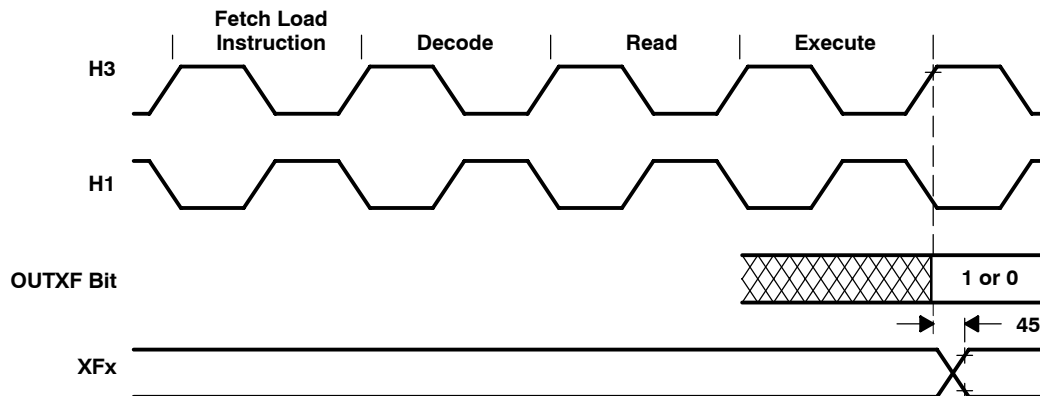 Fetch Load
Instruction
Decode
Read
Execute
H3
H1
OUTXF Bit
1 or 0
45
XFx